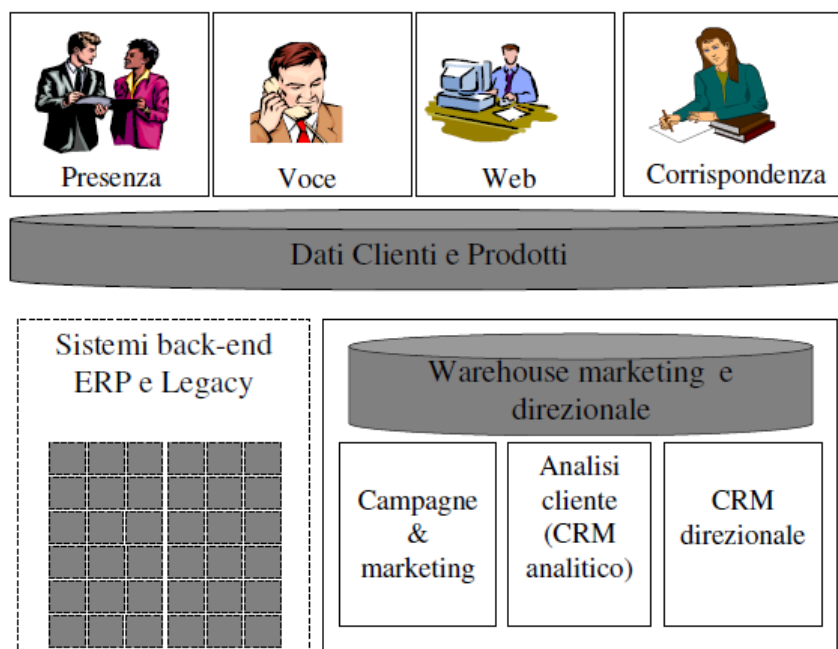 Presenza
Voce
Web
Corrispondenza
Dati Clienti e Prodotti
Sistemi back-end
ERP e Legacy
Warehouse marketing e
direzionale
Campagne
&
marketing
Analisi
cliente
(CRM
analitico)
CRM
direzionale